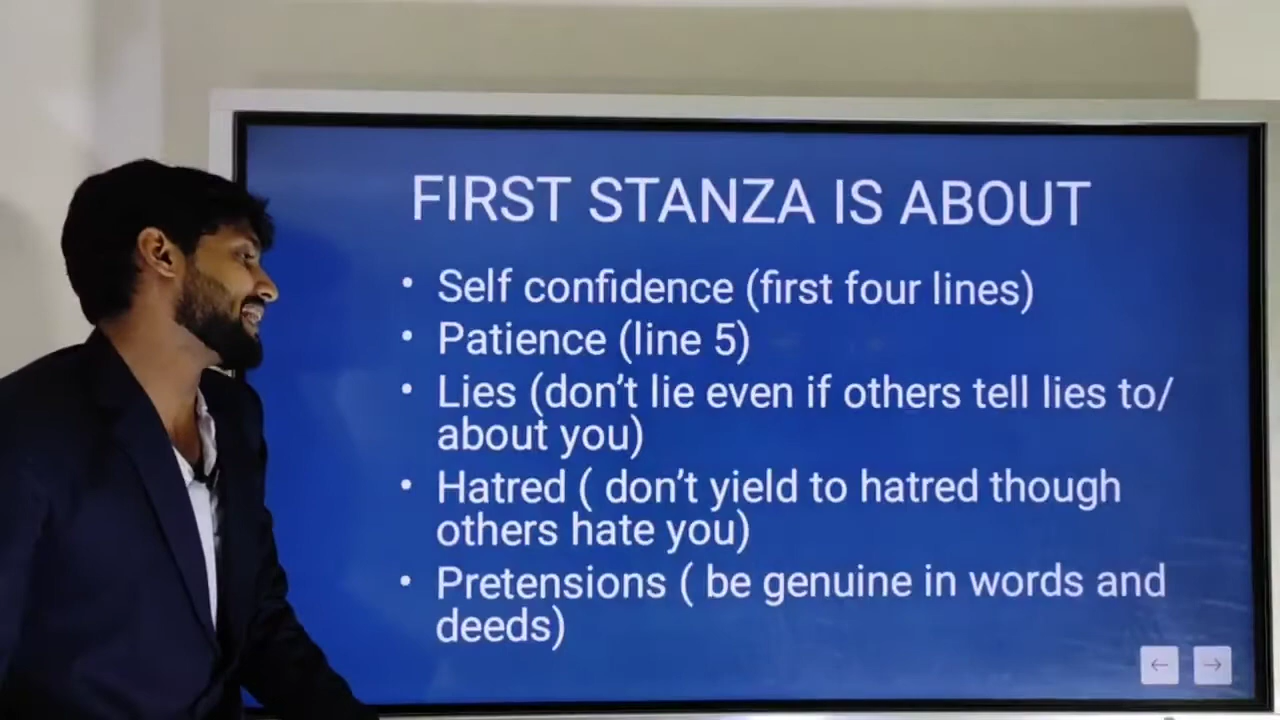 FIRST STANZA IS ABOUT
• Self confidence (first four lines)
• Patience (line 5)
• Lies (don't lie even if others tell lies to/
about you)
• Hatred ( don't yield to hatred though
others hate you)
• Pretensions ( be genuine in words and
deeds)